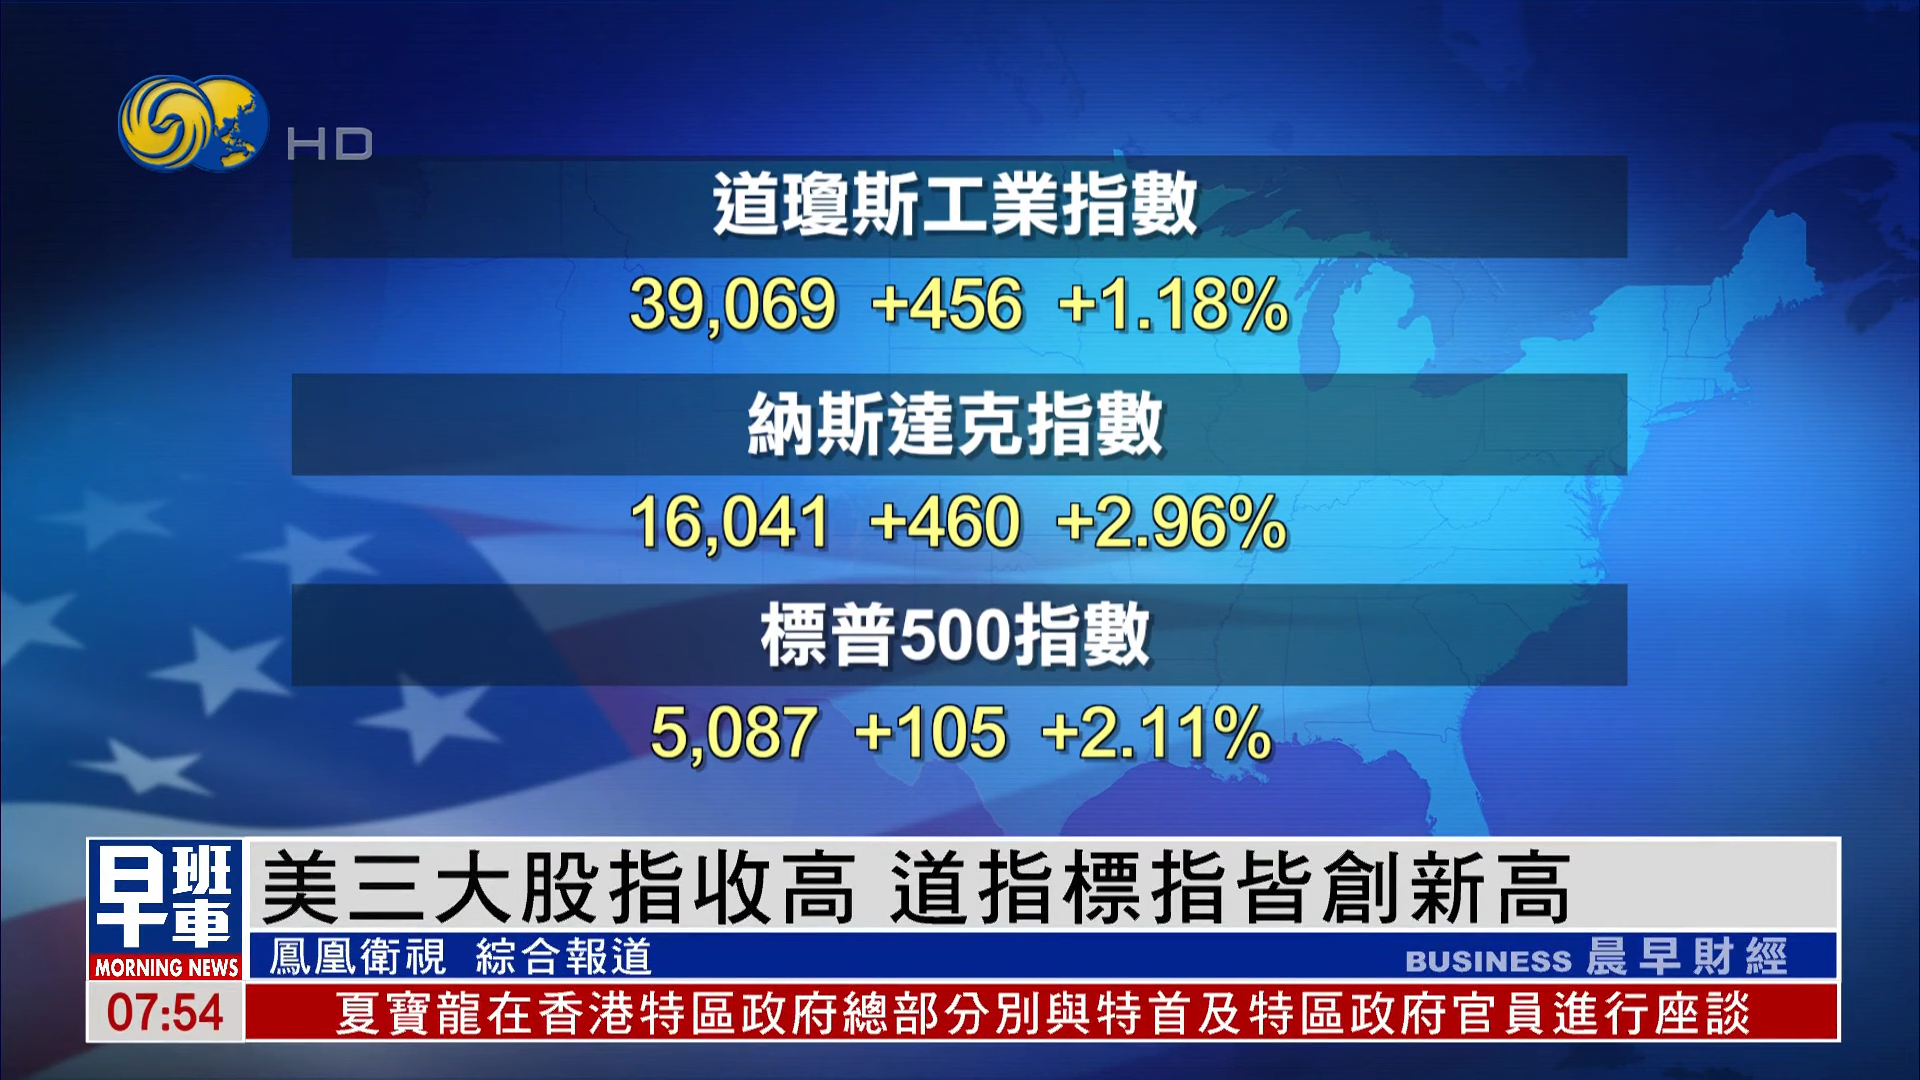 HD
道瓊斯工業指數
39,069 +456 +1.18%
納斯達克指數
16,041 +460 +2.96%
標普500指數
5,087 +105 +2.11%
早班車
MORNING NEWS
美三大股指收高 道指標指皆創新高
鳳凰衛視 綜合報道
BUSINESS 晨早財經
07:54
夏寶龍在香港特區政府總部分別與特首及特區政府官員進行座談